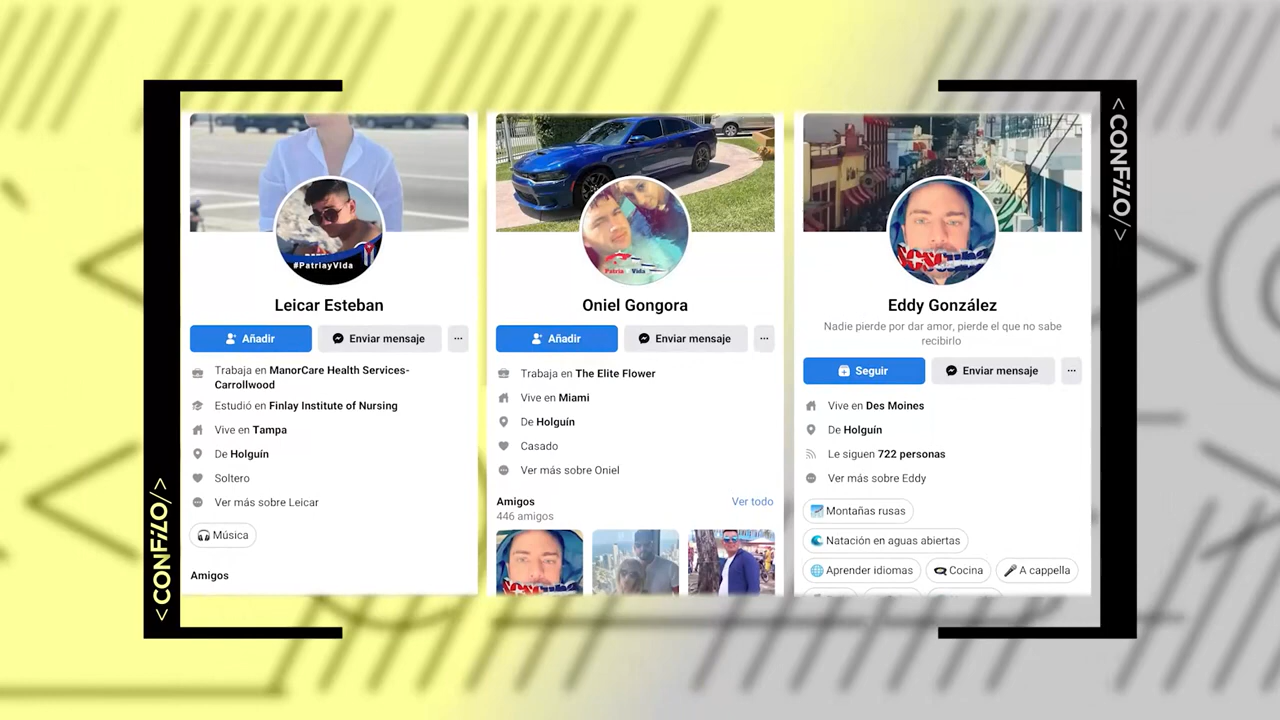 <CONFiLO/>
#PatriayVida
Leicar Esteban
Añadir
Enviar mensaje
Trabaja en ManorCare Health Services-
Carrollwood
Estudió en Finlay Institute of Nursing
Vive en Tampa
De Holguín
Soltero
Ver más sobre Leicar
Música
Amigos
Patria Vida
Oniel Gongora
Añadir
Enviar mensaje
Trabaja en The Elite Flower
Vive en Miami
De Holguín
Casado
Ver más sobre Oniel
Amigos
Ver todo
446 amigos
Eddy González
Nadie pierde por dar amor, pierde el que no sabe
recibirlo
Seguir
Enviar mensaje
Vive en Des Moines
De Holguín
Le siguen 722 personas
Ver más sobre Eddy
Montañas rusas
Natación en aguas abiertas
Aprender idiomas
Cocina
A cappella
<CONFiLO/>